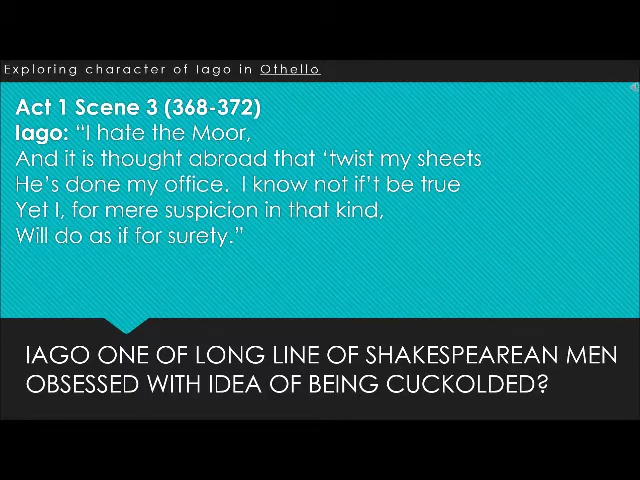 Exploring character of Iago in Othello
Act 1 Scene 3 (368-372)
Iago: “I hate the Moor,
And it is thought abroad that ‘twist my sheets
He’s done my office.  I know not if’t be true
Yet I, for mere suspicion in that kind,
Will do as if for surety.”
IAGO ONE OF LONG LINE OF SHAKESPEAREAN MEN
OBSESSED WITH IDEA OF BEING CUCKOLDED?